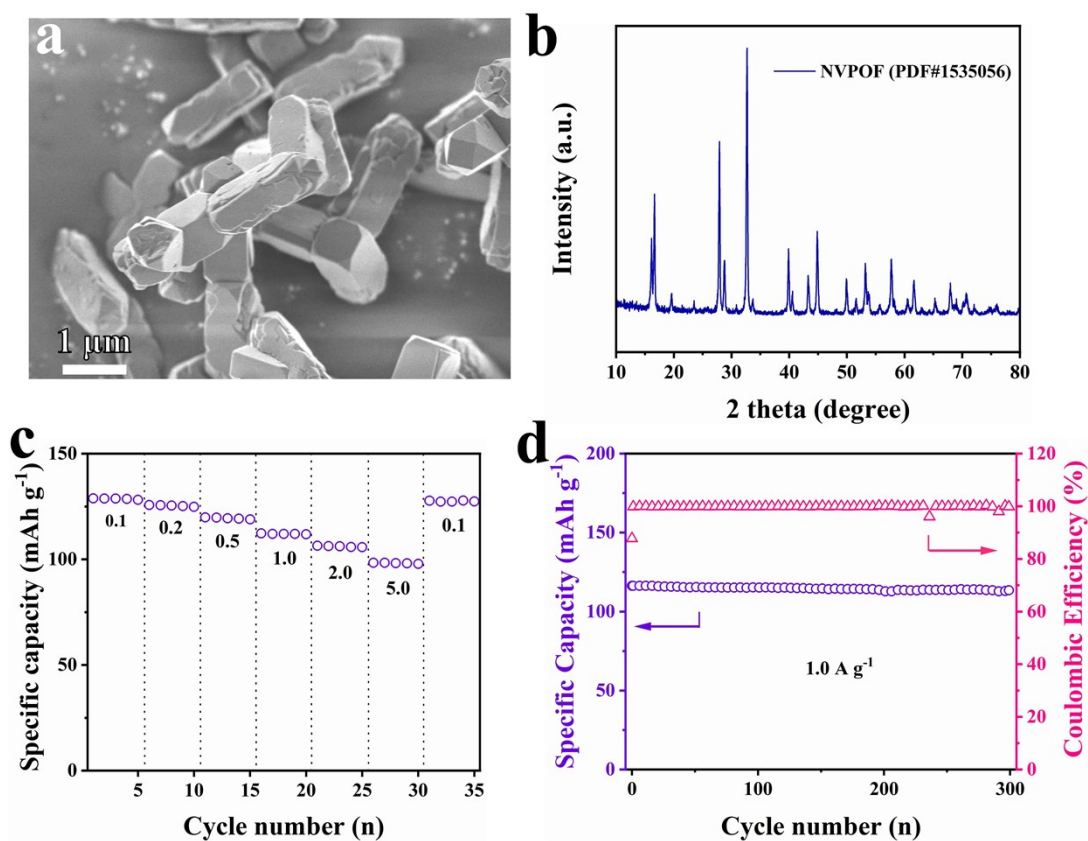 a
1 μm
b
NVPOF (PDF#1535056)
Intensity (a.u.)
10 20 30 40 50 60 70 80
2 theta (degree)
c
150
100
50
0
Specific capacity (mAh g⁻¹)
0.1
0.2
0.5
1.0
2.0
5.0
0.1
5 10 15 20 25 30 35
Cycle number (n)
d
200
150
100
50
0
Specific Capacity (mAh g⁻¹)
120
100
80
60
40
20
0
Coulombic Efficiency (%)
1.0 A g⁻¹
0 100 200 300
Cycle number (n)